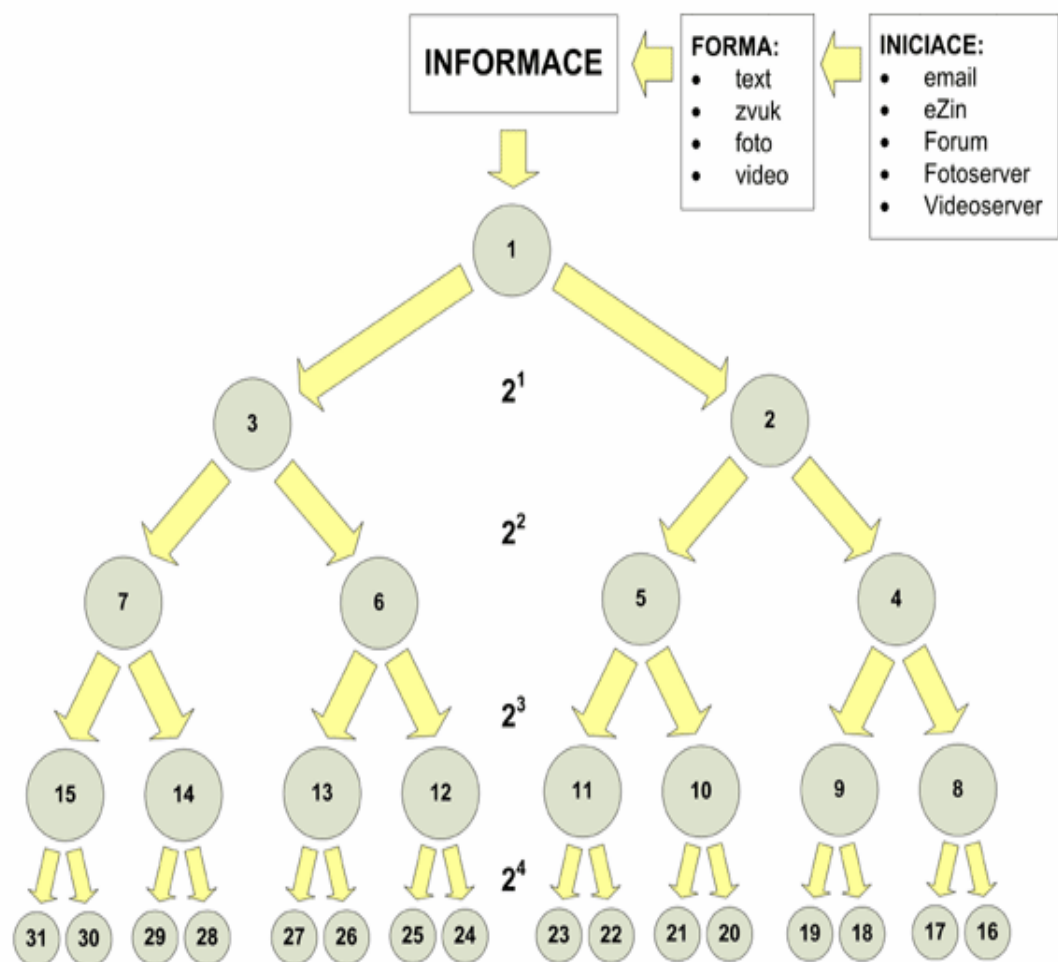 INFORMACE
FORMA:
• text
• zvuk
• foto
• video
INICIACE:
• email
• eZin
• Forum
• Fotoserver
• Videoserver
1
2¹
3 2
2²
7 6 5 4
2³
15 14 13 12 11 10 9 8
2⁴
31 30 29 28 27 26 25 24 23 22 21 20 19 18 17 16